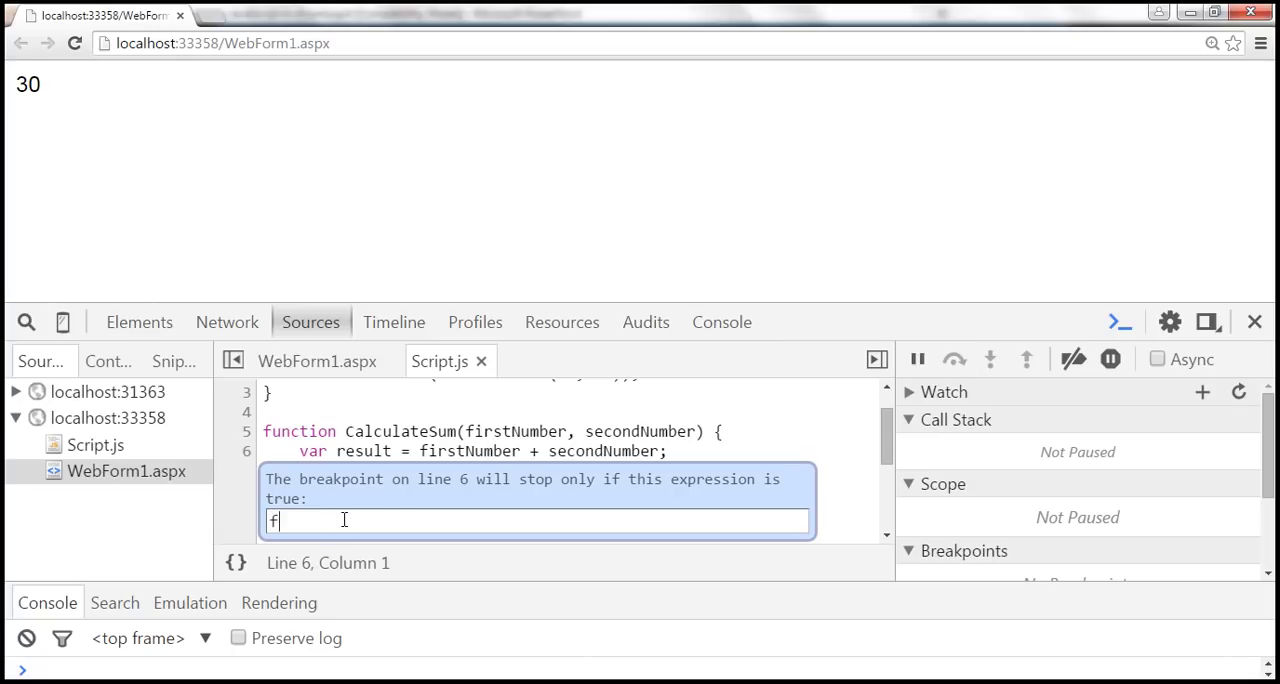 localhost:33358/WebForm
localhost:33358/WebForm1.aspx
30
Elements Network Sources Timeline Profiles Resources Audits Console
Sour... Cont... Snip... WebForm1.aspx Script.js Async
localhost:31363
localhost:33358
Script.js
WebForm1.aspx
3 }
4
5 function CalculateSum(firstNumber, secondNumber) {
6 var result = firstNumber + secondNumber;
The breakpoint on line 6 will stop only if this expression is
true:
f
{} Line 6, Column 1
Watch
Call Stack
Not Paused
Scope
Not Paused
Breakpoints
Console Search Emulation Rendering
<top frame> Preserve log